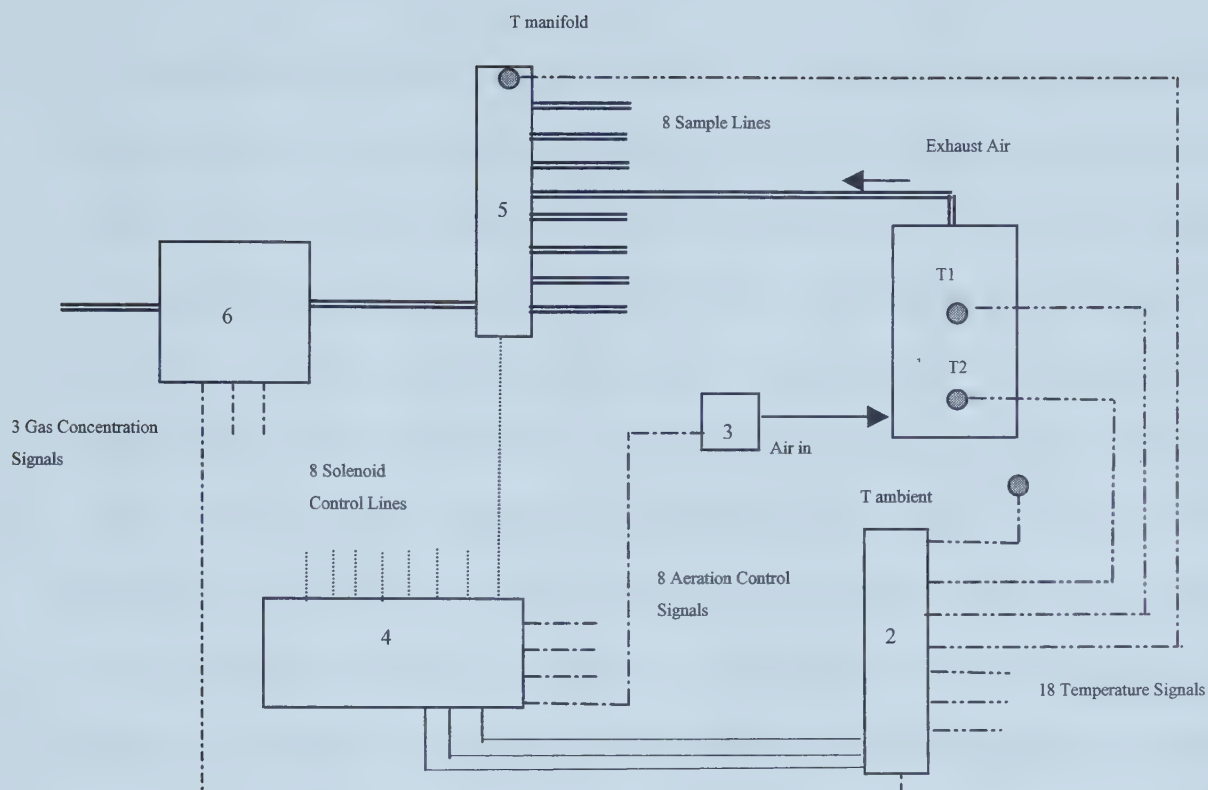 T manifold
8 Sample Lines
Exhaust Air
5
T1
6
T2
3 Gas Concentration
Signals
3
Air in
8 Solenoid
Control Lines
T ambient
8 Aeration Control
Signals
4
2
18 Temperature Signals